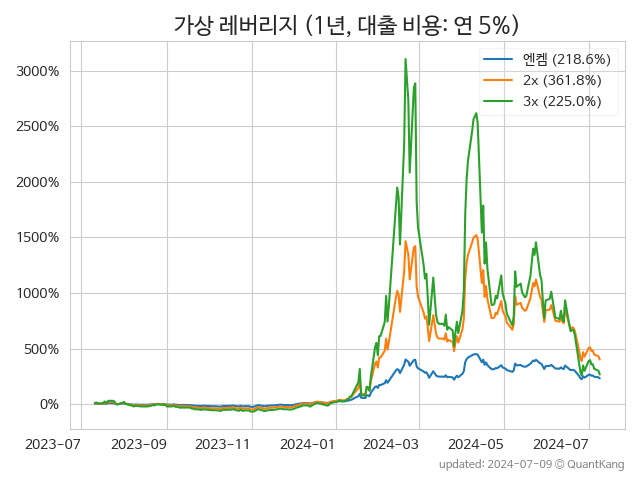 가상 레버리지 (1년, 대출 비용: 연 5%)
엔켐 (218.6%)
2x (361.8%)
3x (225.0%)
3000%
2500%
2000%
1500%
1000%
500%
0%
2023-07 2023-09 2023-11 2024-01 2024-03 2024-05 2024-07
updated: 2024-07-09 © QuantKang